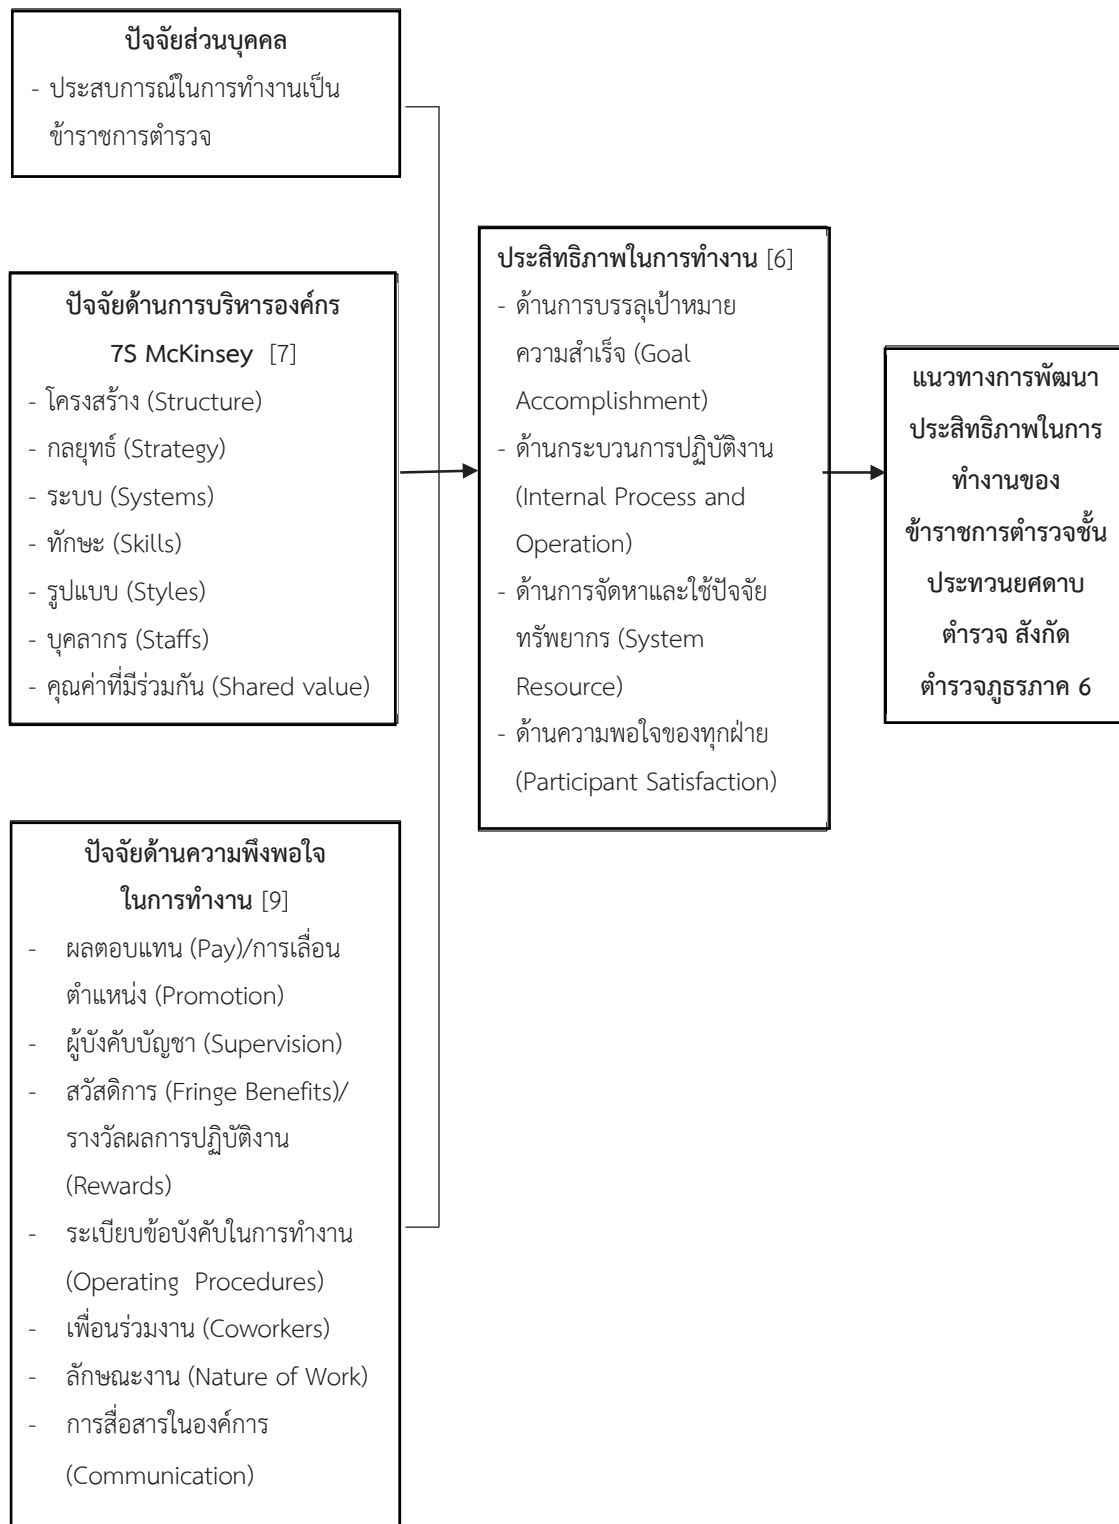 ปัจจัยส่วนบุคคล
- ประสบการณ์ในการทำงานเป็น
ข้าราชการตำรวจ
ปัจจัยด้านการบริหารองค์กร
7S McKinsey [7]
- โครงสร้าง (Structure)
- กลยุทธ์ (Strategy)
- ระบบ (Systems)
- ทักษะ (Skills)
- รูปแบบ (Styles)
- บุคลากร (Staffs)
- คุณค่าที่มีร่วมกัน (Shared value)
ปัจจัยด้านความพึงพอใจ
ในการทำงาน [9]
- ผลตอบแทน (Pay)/การเลื่อน
ตำแหน่ง (Promotion)
- ผู้บังคับบัญชา (Supervision)
- สวัสดิการ (Fringe Benefits)/
รางวัลผลการปฏิบัติงาน
(Rewards)
- ระเบียบข้อบังคับในการทำงาน
(Operating Procedures)
- เพื่อนร่วมงาน (Coworkers)
- ลักษณะงาน (Nature of Work)
- การสื่อสารในองค์การ
(Communication)
ประสิทธิภาพในการทำงาน [6]
- ด้านการบรรลุเป้าหมาย
ความสำเร็จ (Goal
Accomplishment)
- ด้านกระบวนการปฏิบัติงาน
(Internal Process and
Operation)
- ด้านการจัดหาและใช้ปัจจัย
ทรัพยากร (System
Resource)
- ด้านความพอใจของทุกฝ่าย
(Participant Satisfaction)
แนวทางการพัฒนา
ประสิทธิภาพในการ
ทำงานของ
ข้าราชการตำรวจชั้น
ประทวนยศดาบ
ตำรวจ สังกัด
ตำรวจภูธรภาค 6